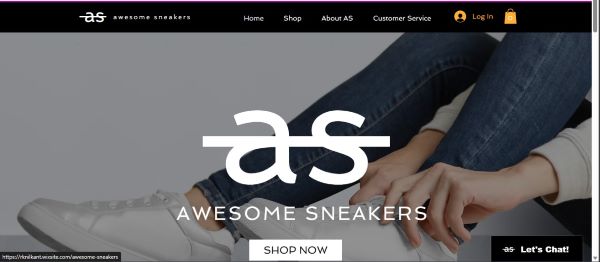 as awesome sneakers Home Shop About AS Customer Service Log In
as
AWESOME SNEAKERS
SHOP NOW
as Let's Chat!
https://rknilkant.wixsite.com/awesome-sneakers